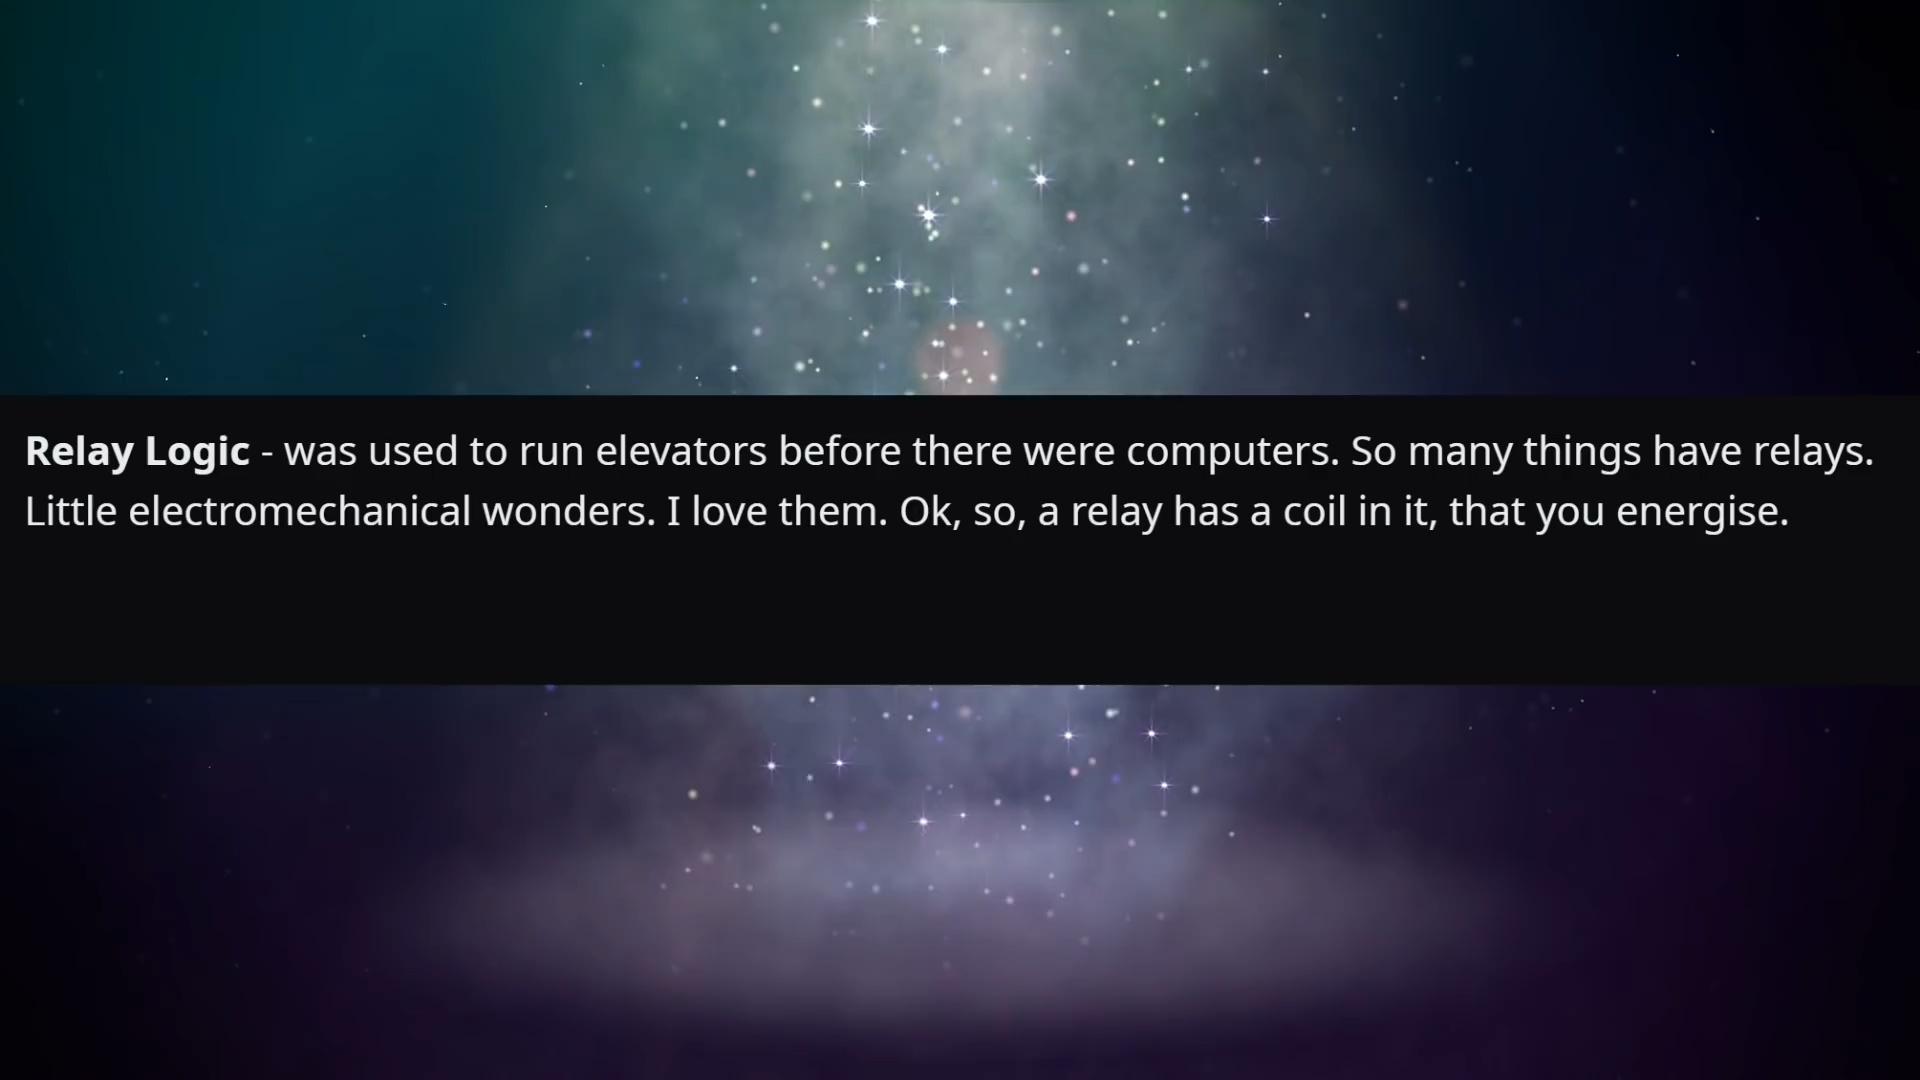 Relay Logic - was used to run elevators before there were computers. So many things have relays.
Little electromechanical wonders. I love them. Ok, so, a relay has a coil in it, that you energise.